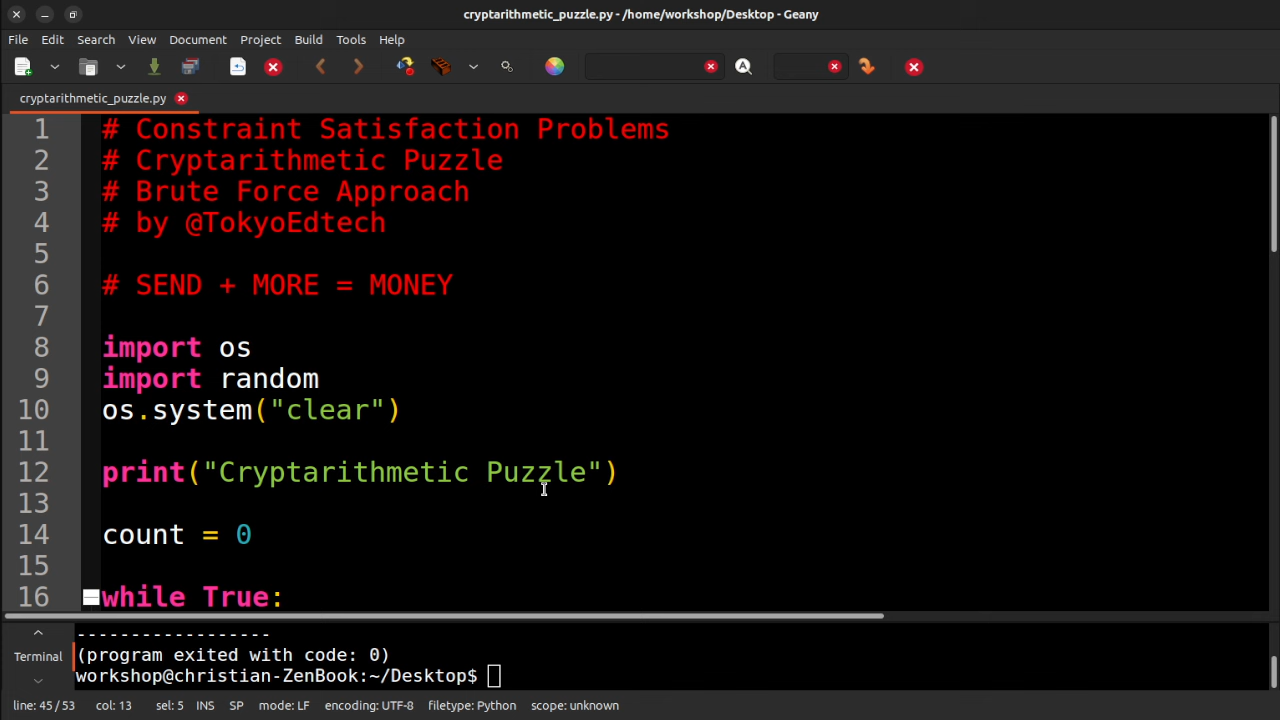 cryptarithmetic_puzzle.py - /home/workshop/Desktop - Geany
File Edit Search View Document Project Build Tools Help
cryptarithmetic_puzzle.py
1 # Constraint Satisfaction Problems
2 # Cryptarithmetic Puzzle
3 # Brute Force Approach
4 # by @TokyoEdtech
5
6 # SEND + MORE = MONEY
7
8 import os
9 import random
10 os.system("clear")
11
12 print("Cryptarithmetic Puzzle")
13
14 count = 0
15
16 while True:
------------------
Terminal (program exited with code: 0)
workshop@christian-ZenBook:~/Desktop$
line: 45 / 53 col: 13 sel: 5 INS SP mode: LF encoding: UTF-8 filetype: Python scope: unknown